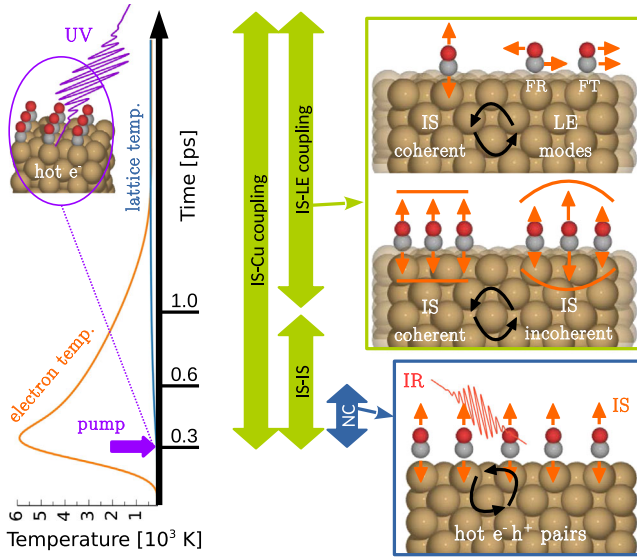 UV
hot e⁻
lattice temp.
electron temp.
pump
Time [ps]
1.0
0.6
0.3
6 5 4 3 2 1
Temperature [10³ K]
IS-Cu coupling
IS-LE coupling
IS-IS
NC
FR
FT
IS
coherent
LE
modes
IS
coherent
IS
incoherent
IR
IS
hot e⁻h⁺ pairs